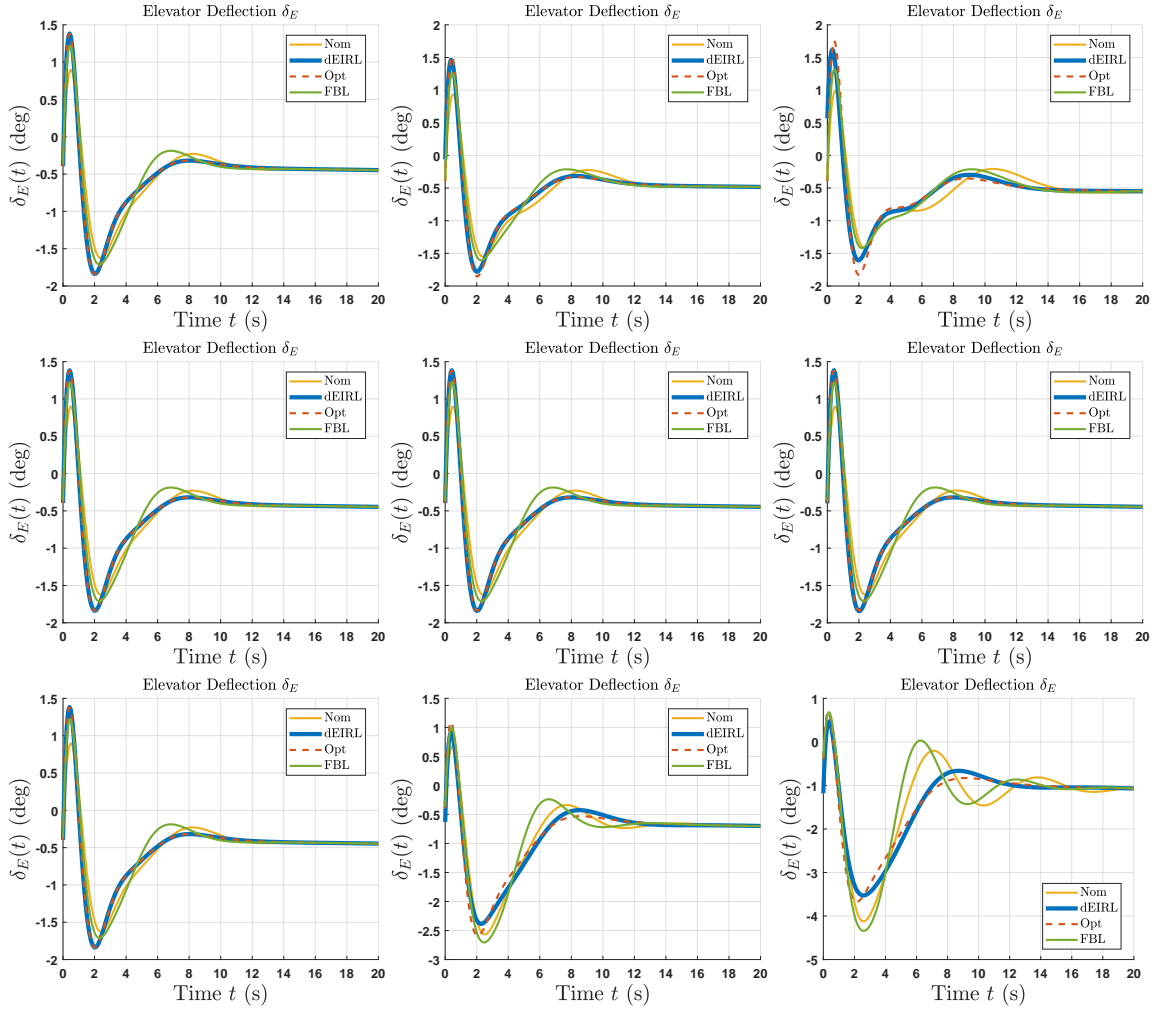 Elevator Deflection δ_E
δ_E(t) (deg)
1.5
1
0.5
0
-0.5
-1
-1.5
-2
Nom
dEIRL
Opt
FBL
0 2 4 6 8 10 12 14 16 18 20
Time t (s)
Elevator Deflection δ_E
δ_E(t) (deg)
2
1.5
1
0.5
0
-0.5
-1
-1.5
-2
Nom
dEIRL
Opt
FBL
0 2 4 6 8 10 12 14 16 18 20
Time t (s)
Elevator Deflection δ_E
δ_E(t) (deg)
2
1.5
1
0.5
0
-0.5
-1
-1.5
-2
Nom
dEIRL
Opt
FBL
0 2 4 6 8 10 12 14 16 18 20
Time t (s)
Elevator Deflection δ_E
δ_E(t) (deg)
1.5
1
0.5
0
-0.5
-1
-1.5
-2
Nom
dEIRL
Opt
FBL
0 2 4 6 8 10 12 14 16 18 20
Time t (s)
Elevator Deflection δ_E
δ_E(t) (deg)
1.5
1
0.5
0
-0.5
-1
-1.5
-2
Nom
dEIRL
Opt
FBL
0 2 4 6 8 10 12 14 16 18 20
Time t (s)
Elevator Deflection δ_E
δ_E(t) (deg)
1.5
1
0.5
0
-0.5
-1
-1.5
-2
Nom
dEIRL
Opt
FBL
0 2 4 6 8 10 12 14 16 18 20
Time t (s)
Elevator Deflection δ_E
δ_E(t) (deg)
1.5
1
0.5
0
-0.5
-1
-1.5
-2
Nom
dEIRL
Opt
FBL
0 2 4 6 8 10 12 14 16 18 20
Time t (s)
Elevator Deflection δ_E
δ_E(t) (deg)
1.5
1
0.5
0
-0.5
-1
-1.5
-2
-2.5
-3
Nom
dEIRL
Opt
FBL
0 2 4 6 8 10 12 14 16 18 20
Time t (s)
Elevator Deflection δ_E
δ_E(t) (deg)
1
0
-1
-2
-3
-4
-5
Nom
dEIRL
Opt
FBL
0 2 4 6 8 10 12 14 16 18 20
Time t (s)